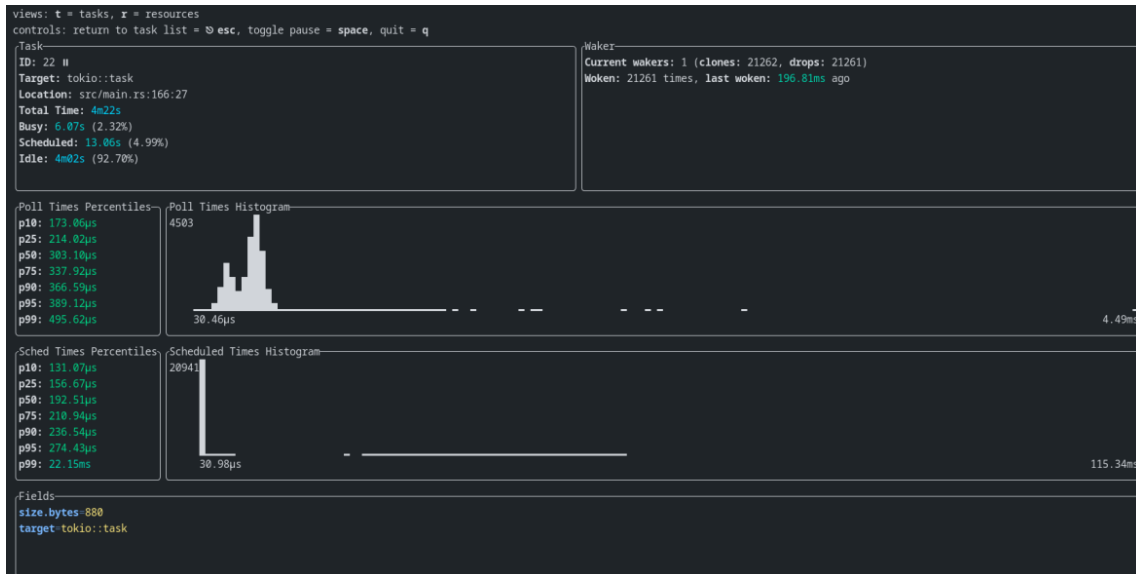 views: t = tasks, r = resources
controls: return to task list = ⎋ esc, toggle pause = space, quit = q
Task
ID: 22 ⏸
Target: tokio::task
Location: src/main.rs:166:27
Total Time: 4m22s
Busy: 6.07s (2.32%)
Scheduled: 13.06s (4.99%)
Idle: 4m02s (92.70%)
Waker
Current wakers: 1 (clones: 21262, drops: 21261)
Woken: 21261 times, last woken: 196.81ms ago
Poll Times Percentiles
p10: 173.06µs
p25: 214.02µs
p50: 303.10µs
p75: 337.92µs
p90: 366.59µs
p95: 389.12µs
p99: 495.62µs
Poll Times Histogram
4503
30.46µs 4.49ms
Sched Times Percentiles
p10: 131.07µs
p25: 156.67µs
p50: 192.51µs
p75: 210.94µs
p90: 236.54µs
p95: 274.43µs
p99: 22.15ms
Scheduled Times Histogram
20941
30.98µs 115.34ms
Fields
size.bytes=880
target=tokio::task